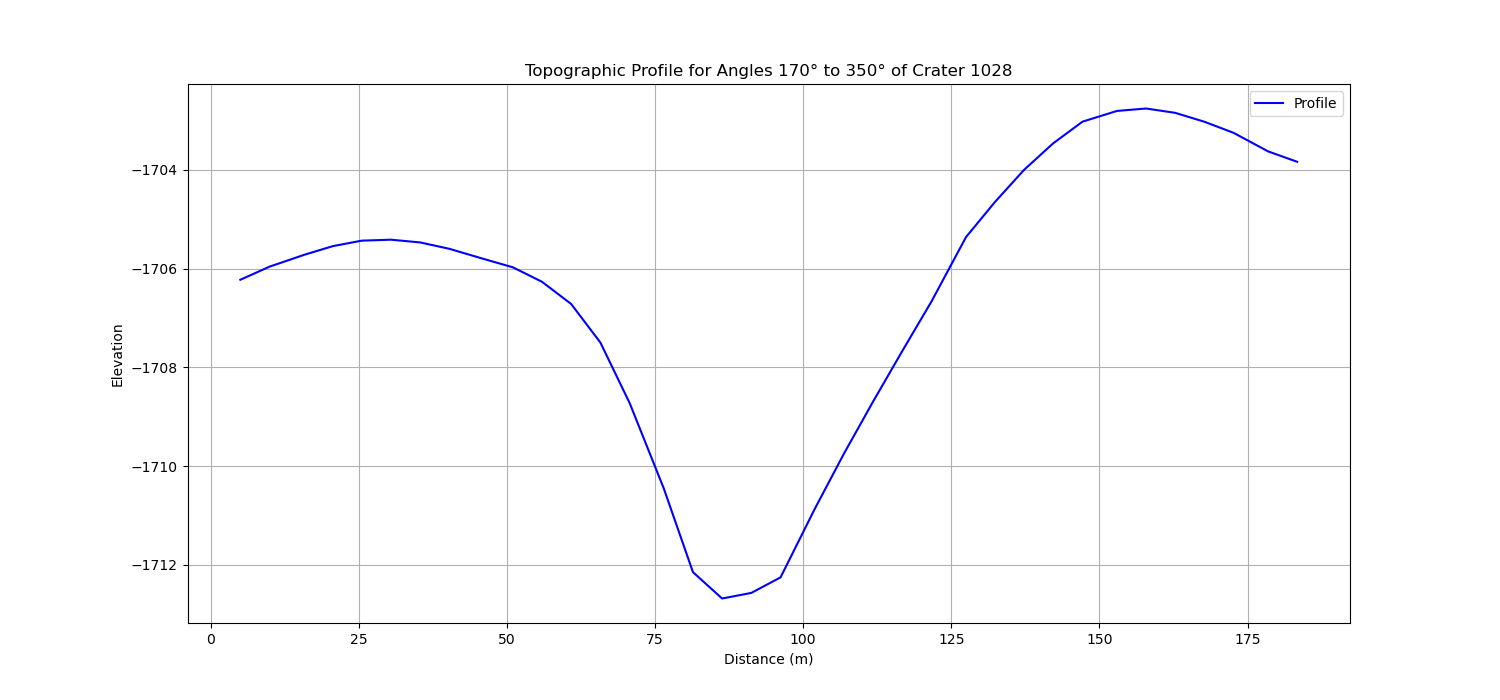 Topographic Profile for Angles 170° to 350° of Crater 1028
Profile
Elevation
−1704
−1706
−1708
−1710
−1712
0 25 50 75 100 125 150 175
Distance (m)